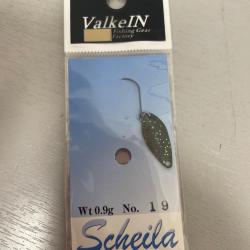 ValkeIN
Fishing Gear
Factory
Wt 0.9g No. 19
Scheila